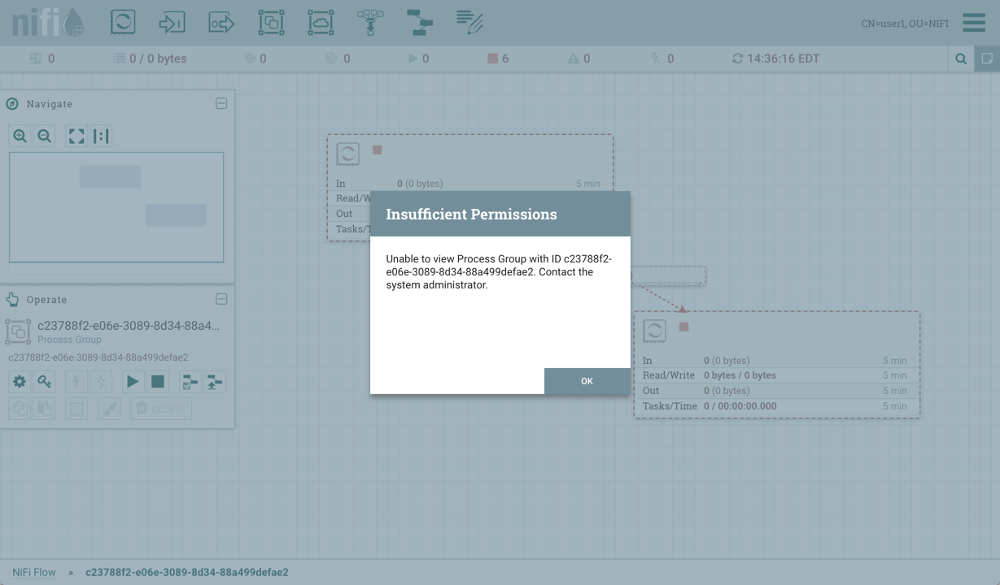 nifi
CN=user1, OU=NIFI
0
0 / 0 bytes
0
0
0
6
0
0
14:36:16 EDT
Navigate
In 0 (0 bytes) 5 min
Read/W
Out
Tasks/T
Insufficient Permissions
Unable to view Process Group with ID c23788f2-
e06e-3089-8d34-88a499defae2. Contact the
system administrator.
OK
Operate
c23788f2-e06e-3089-8d34-88a4...
Process Group
c23788f2-e06e-3089-8d34-88a499defae2
DELETE
In 0 (0 bytes) 5 min
Read/Write 0 bytes / 0 bytes 5 min
Out 0 (0 bytes) 5 min
Tasks/Time 0 / 00:00:00.000 5 min
NiFi Flow » c23788f2-e06e-3089-8d34-88a499defae2